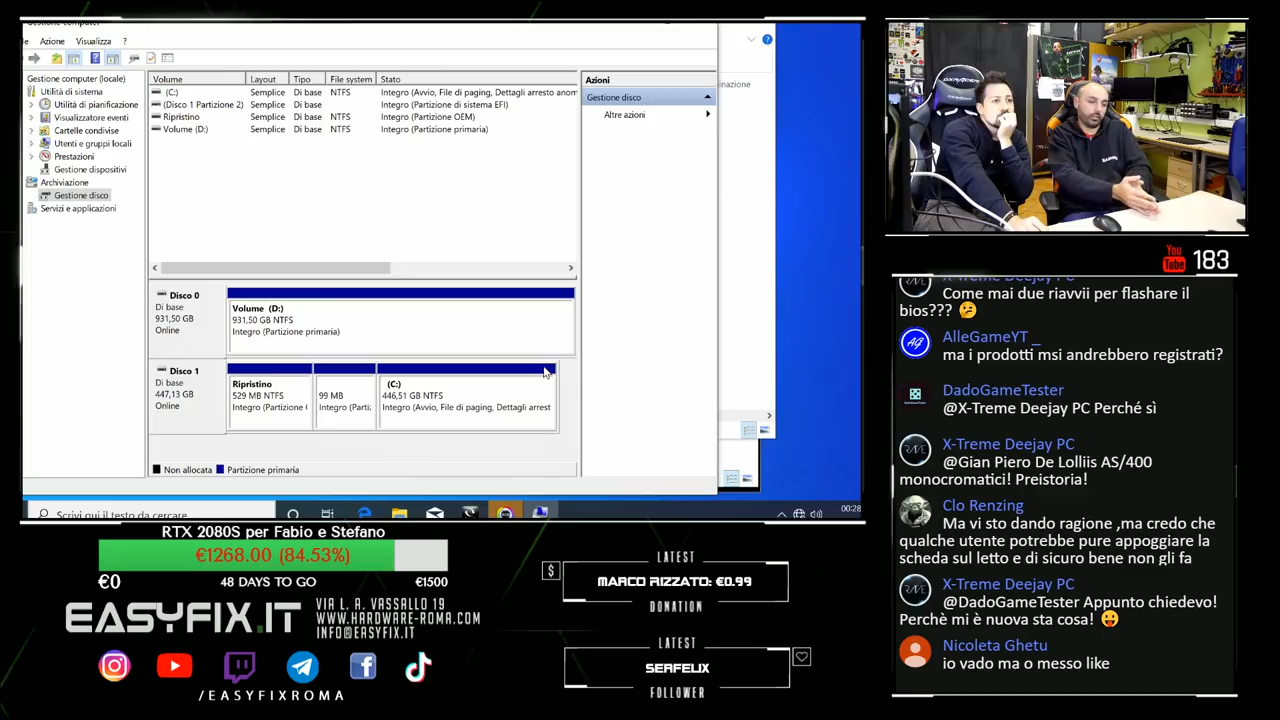 Azione Visualizza ?
Gestione computer (locale)
Utilità di sistema
Utilità di pianificazione
Visualizzatore eventi
Cartelle condivise
Utenti e gruppi locali
Prestazioni
Gestione dispositivi
Archiviazione
Gestione disco
Servizi e applicazioni
Volume Layout Tipo File system Stato
(C:) Semplice Di base NTFS Integro (Avvio, File di paging, Dettagli arresto anom
(Disco 1 Partizione 2) Semplice Di base Integro (Partizione di sistema EFI)
Ripristino Semplice Di base NTFS Integro (Partizione OEM)
Volume (D:) Semplice Di base NTFS Integro (Partizione primaria)
Azioni
Gestione disco
Altre azioni
Disco 0
Di base
931,50 GB
Online
Volume (D:)
931,50 GB NTFS
Integro (Partizione primaria)
Disco 1
Di base
447,13 GB
Online
Ripristino
529 MB NTFS
Integro (Partizione
99 MB
Integro (Parti:
(C:)
446,51 GB NTFS
Integro (Avvio, File di paging, Dettagli arrest
Non allocata Partizione primaria
Scrivi qui il testo da cercare
00:28
You Tube 183
X-Treme Deejay PC
Come mai due riavvii per flashare il
bios??? 🤔
AlleGameYT _
ma i prodotti msi andrebbero registrati?
DadoGameTester
@X-Treme Deejay PC Perché sì
X-Treme Deejay PC
@Gian Piero De Lolliis AS/400
monocromatici! Preistoria!
Clo Renzing
Ma vi sto dando ragione ,ma credo che
qualche utente potrebbe pure appoggiare la
scheda sul letto e di sicuro bene non gli fa
X-Treme Deejay PC
@DadoGameTester Appunto chiedevo!
Perchè mi è nuova sta cosa! 😛
Nicoleta Ghetu
io vado ma o messo like
RTX 2080S per Fabio e Stefano
€1268.00 (84.53%)
€0 48 DAYS TO GO €1500
EASYFIX.IT
VIA L. A. VASSALLO 19
WWW.HARDWARE-ROMA.COM
INFO@EASYFIX.IT
/EASYFIXROMA
LATEST
$ MARCO RIZZATO: €0.99
DONATION
LATEST
SERFELIX
FOLLOWER